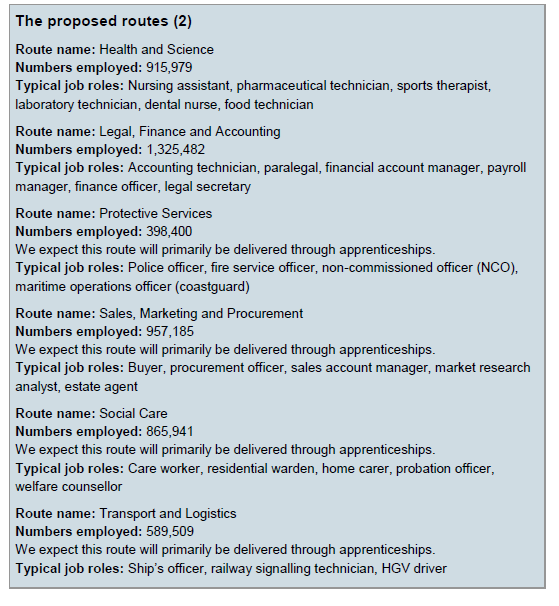 The proposed routes (2)
Route name: Health and Science
Numbers employed: 915,979
Typical job roles: Nursing assistant, pharmaceutical technician, sports therapist,
laboratory technician, dental nurse, food technician
Route name: Legal, Finance and Accounting
Numbers employed: 1,325,482
Typical job roles: Accounting technician, paralegal, financial account manager, payroll
manager, finance officer, legal secretary
Route name: Protective Services
Numbers employed: 398,400
We expect this route will primarily be delivered through apprenticeships.
Typical job roles: Police officer, fire service officer, non-commissioned officer (NCO),
maritime operations officer (coastguard)
Route name: Sales, Marketing and Procurement
Numbers employed: 957,185
We expect this route will primarily be delivered through apprenticeships.
Typical job roles: Buyer, procurement officer, sales account manager, market research
analyst, estate agent
Route name: Social Care
Numbers employed: 865,941
We expect this route will primarily be delivered through apprenticeships.
Typical job roles: Care worker, residential warden, home carer, probation officer,
welfare counsellor
Route name: Transport and Logistics
Numbers employed: 589,509
We expect this route will primarily be delivered through apprenticeships.
Typical job roles: Ship's officer, railway signalling technician, HGV driver